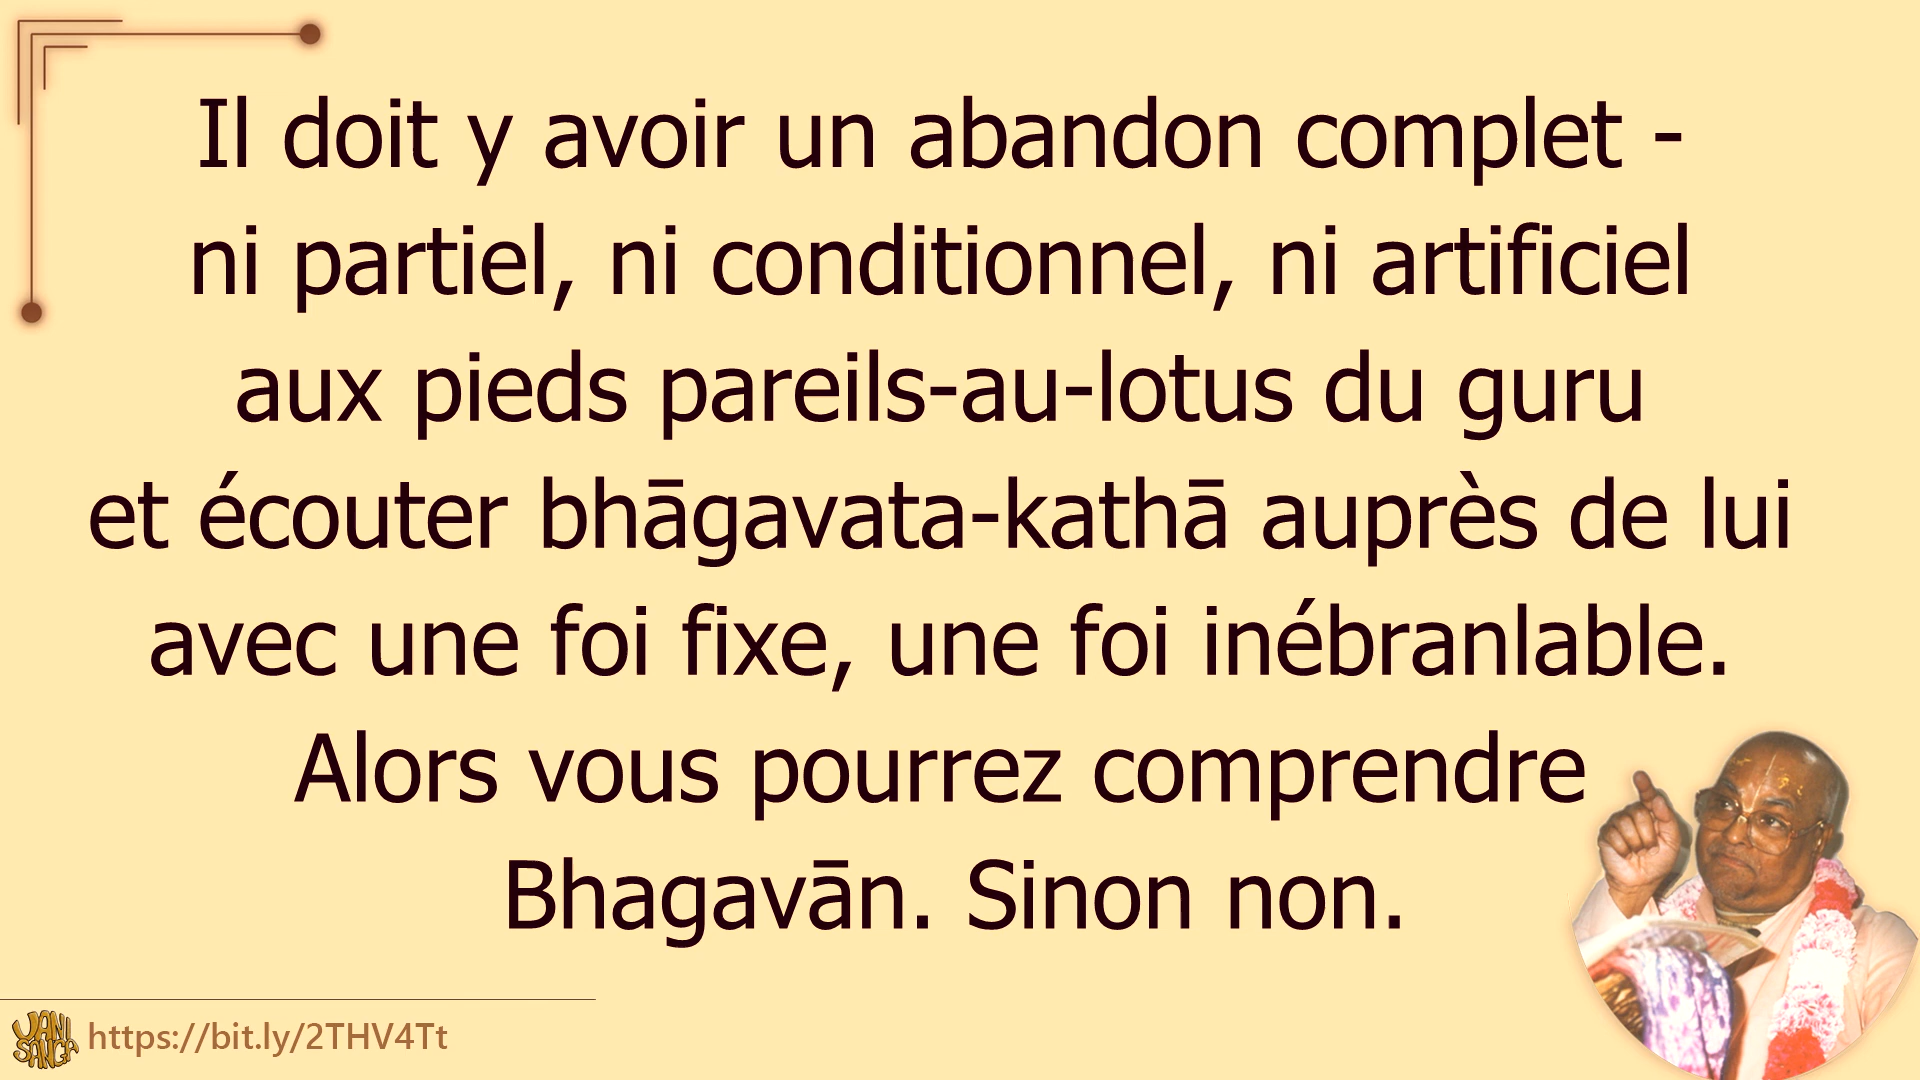 Il doit y avoir un abandon complet -
ni partiel, ni conditionnel, ni artificiel
aux pieds pareils-au-lotus du guru
et écouter bhāgavata-kathā auprès de lui
avec une foi fixe, une foi inébranlable.
Alors vous pourrez comprendre
Bhagavān. Sinon non.
VANI
SANGA
https://bit.ly/2THV4Tt